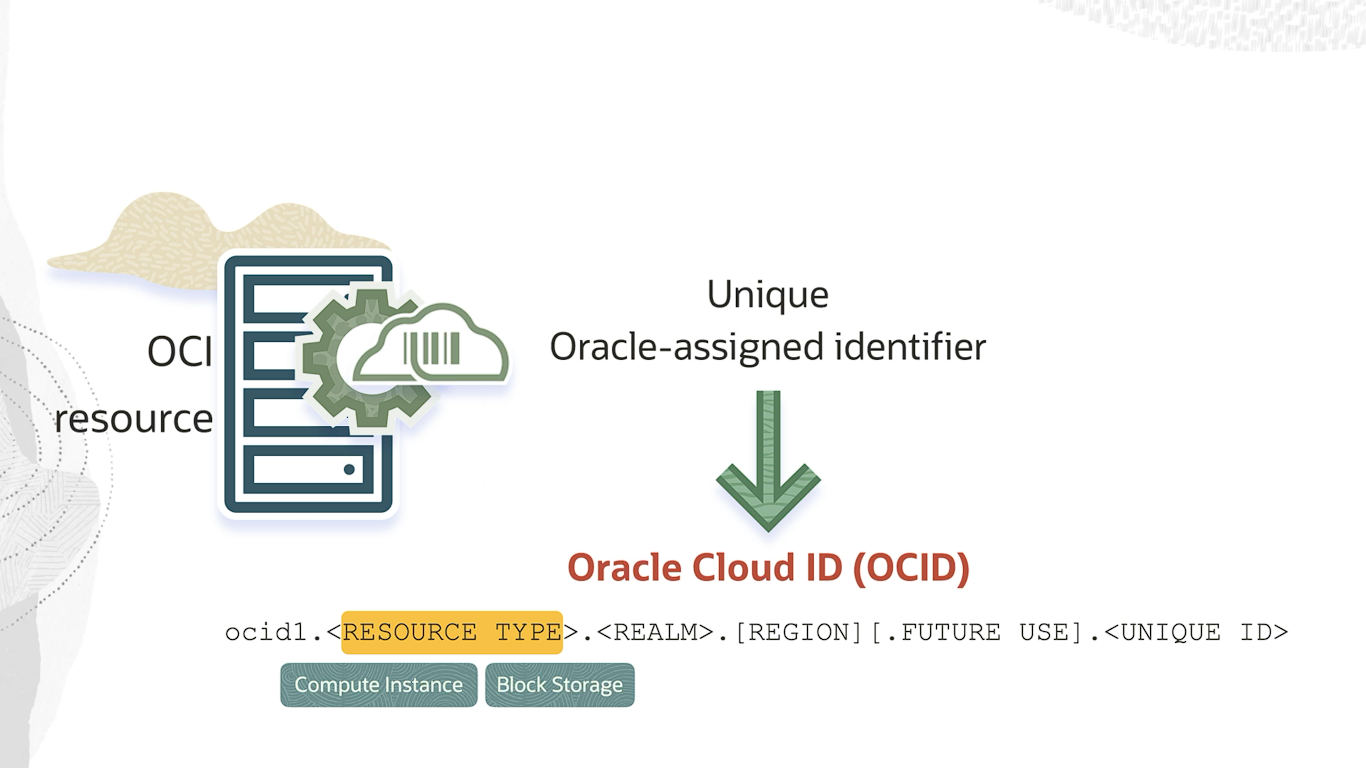 OCI
resource
Unique
Oracle-assigned identifier
Oracle Cloud ID (OCID)
ocid1.<RESOURCE TYPE>.<REALM>.[REGION][.FUTURE USE].<UNIQUE ID>
Compute Instance
Block Storage